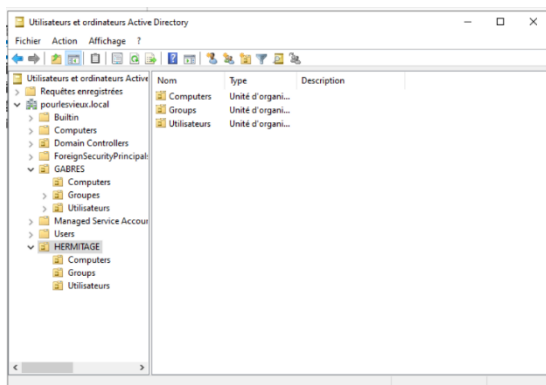 Utilisateurs et ordinateurs Active Directory
Fichier Action Affichage ?
Utilisateurs et ordinateurs Active
Requêtes enregistrées
pourlesvieux.local
Builtin
Computers
Domain Controllers
ForeignSecurityPrincipal
GABRES
Computers
Groupes
Utilisateurs
Managed Service Accour
Users
HERMITAGE
Computers
Groups
Utilisateurs
Nom Type Description
Computers Unité d'organi...
Groups Unité d'organi...
Utilisateurs Unité d'organi...